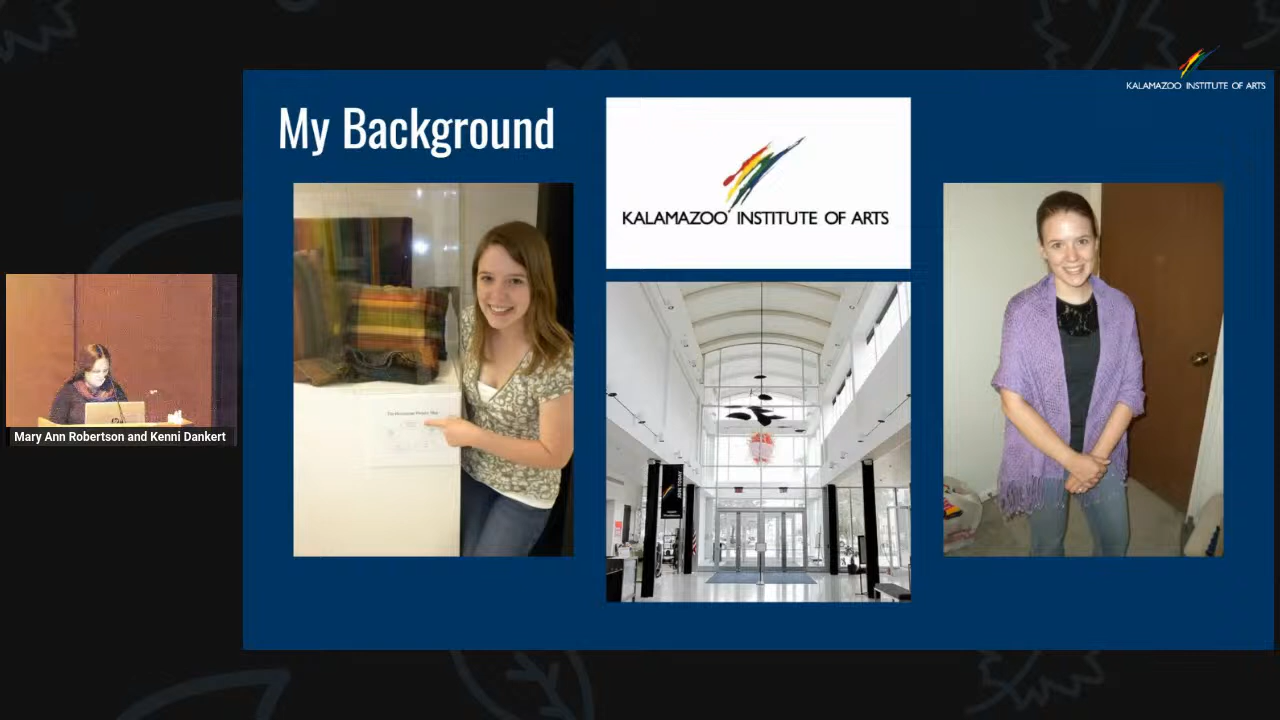 KALAMAZOO INSTITUTE OF ARTS
My Background
KALAMAZOO INSTITUTE OF ARTS
Mary Ann Robertson and Kenni Dankert